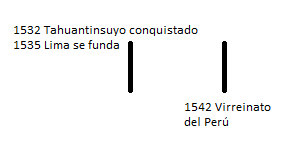 1532 Tahuantinsuyo conquistado
1535 Lima se funda
1542 Virreinato
del Perú